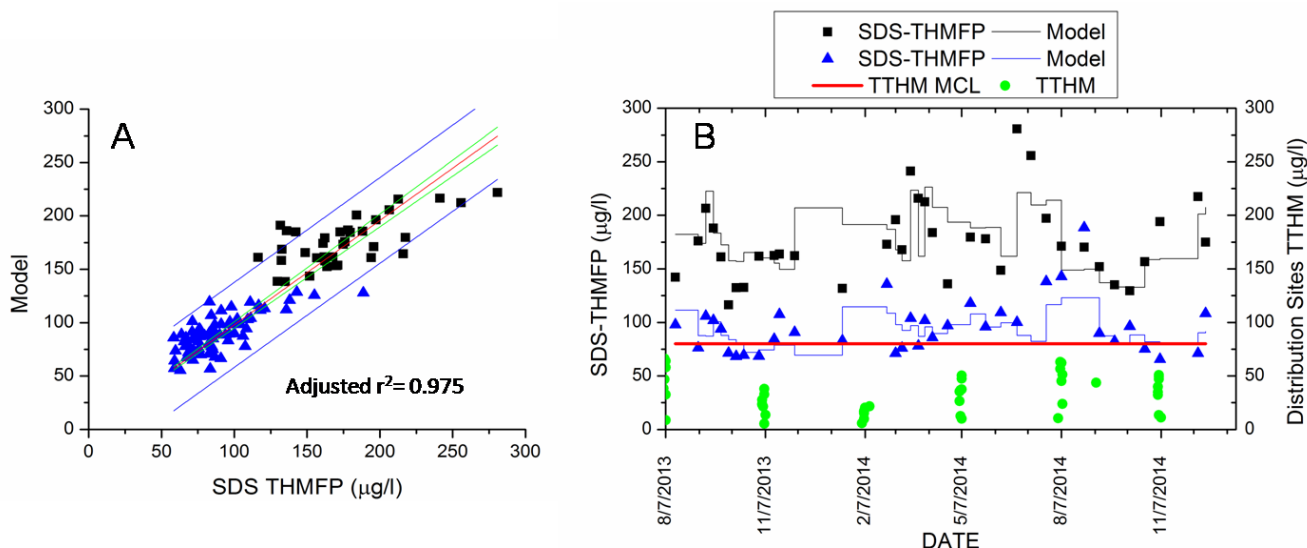 SDS-THMFP Model
SDS-THMFP Model
TTHM MCL TTHM
A
300
250
200
150
100
50
0
Model
Adjusted r²= 0.975
0 50 100 150 200 250 300
SDS THMFP (µg/l)
B
300
250
200
150
100
50
0
SDS-THMFP (µg/l)
300
250
200
150
100
50
0
Distribution Sites TTHM (µg/l)
8/7/2013
11/7/2013
2/7/2014
5/7/2014
8/7/2014
11/7/2014
DATE